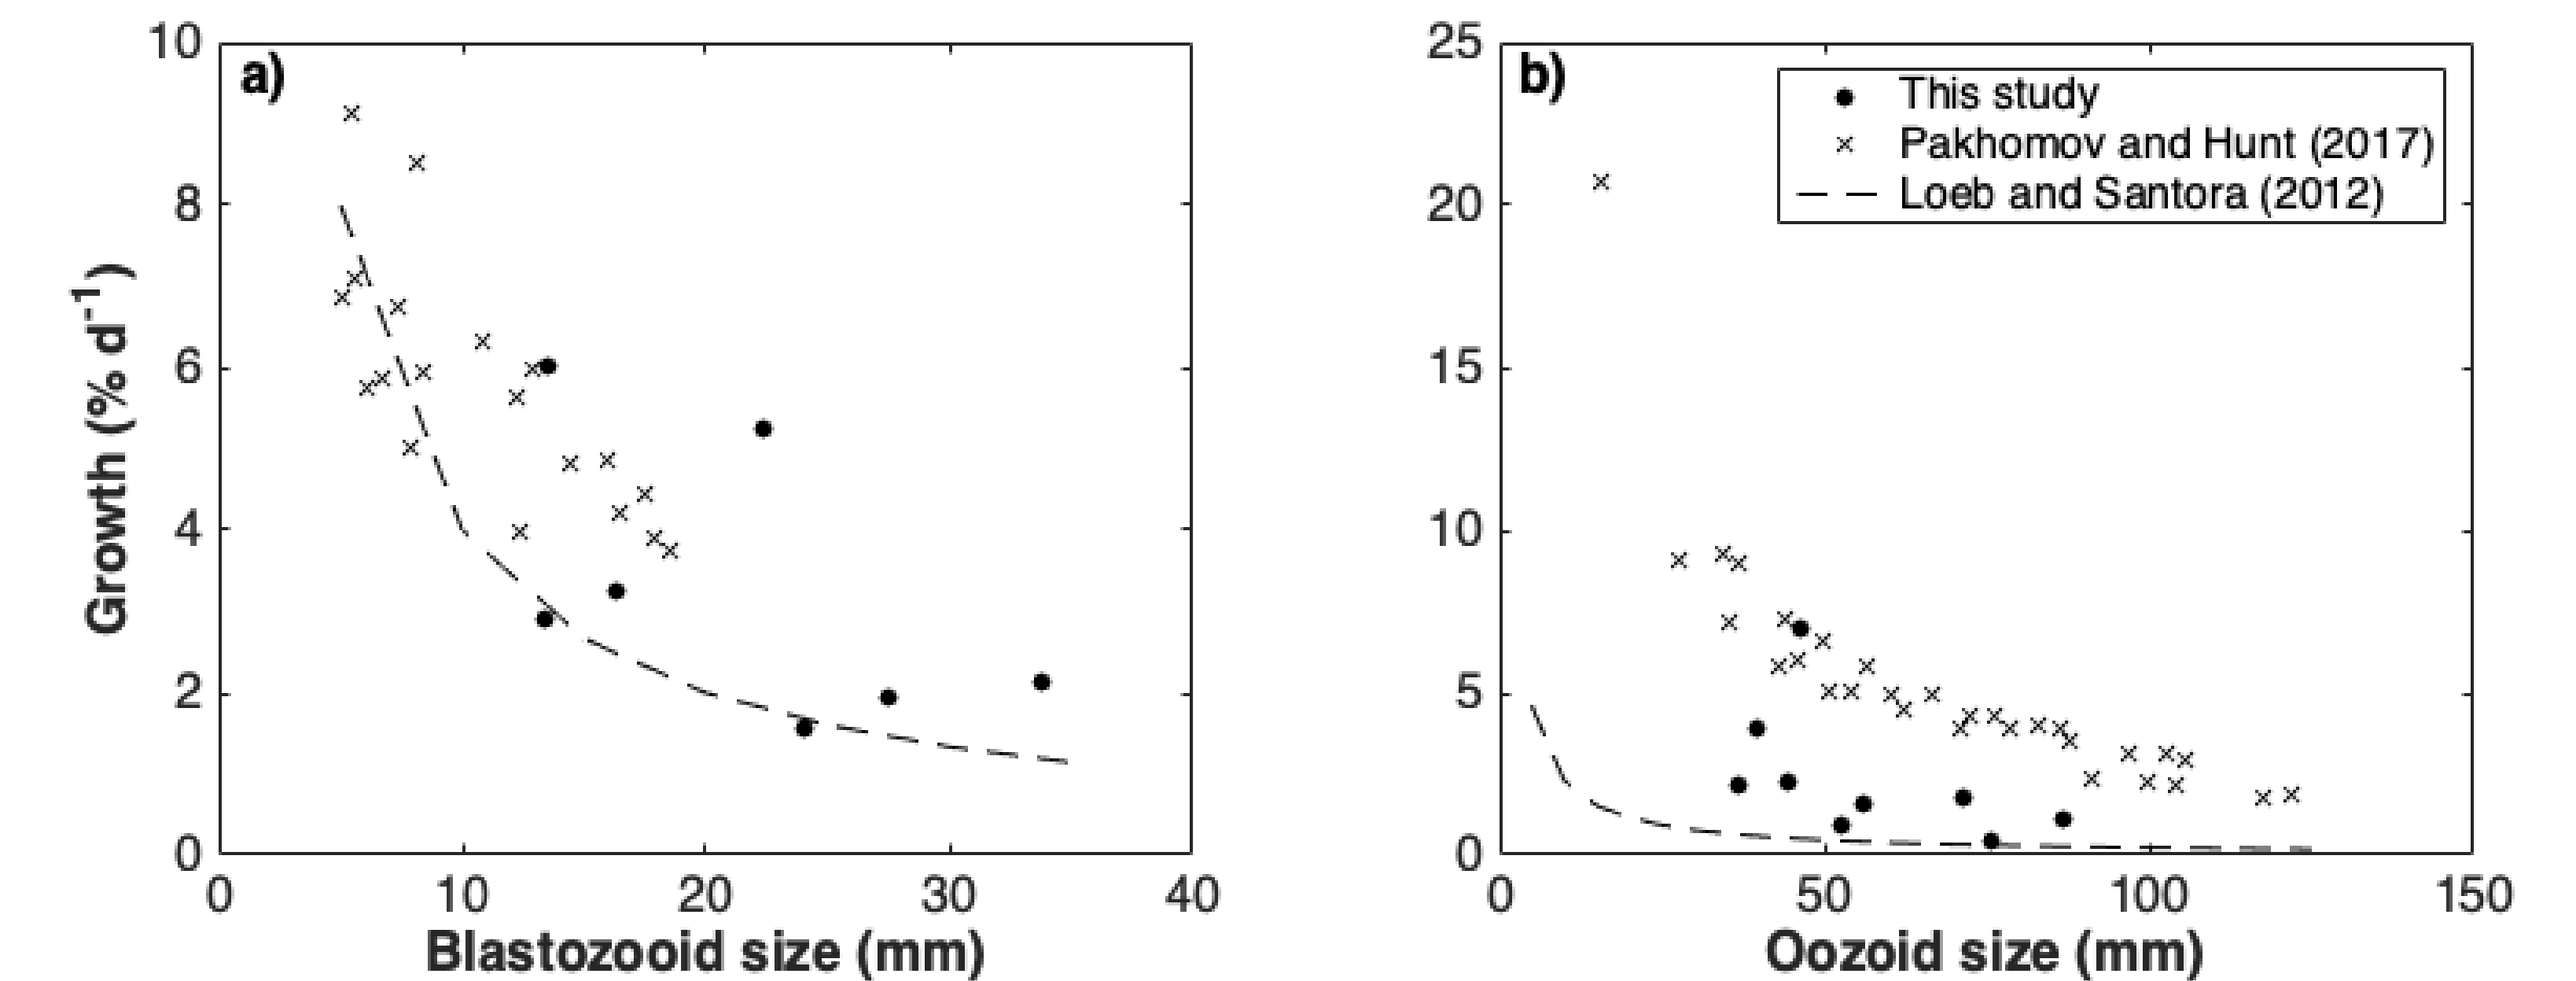 a)
10
8
6
4
2
0
0 10 20 30 40
Growth (% d-1)
Blastozooid size (mm)
b)
This study
Pakhomov and Hunt (2017)
Loeb and Santora (2012)
25
20
15
10
5
0
0 50 100 150
Oozoid size (mm)